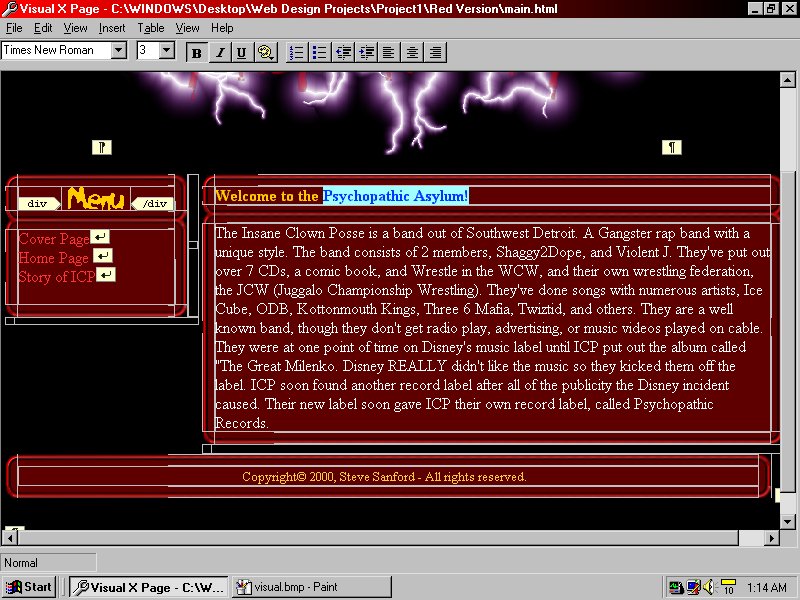 Visual X Page - C:\WINDOWS\Desktop\Web Design Projects\Project1\Red Version\main.html
File Edit View Insert Table View Help
Times New Roman 3 B I U
¶ ¶
div Menu /div
Welcome to the Psychopathic Asylum!
Cover Page
Home Page
Story of ICP
The Insane Clown Posse is a band out of Southwest Detroit. A Gangster rap band with a
unique style. The band consists of 2 members, Shaggy2Dope, and Violent J. They've put out
over 7 CDs, a comic book, and Wrestle in the WCW, and their own wrestling federation,
the JCW (Juggalo Championship Wrestling). They've done songs with numerous artists, Ice
Cube, ODB, Kottonmouth Kings, Three 6 Mafia, Twiztid, and others. They are a well
known band, though they don't get radio play, advertising, or music videos played on cable.
They were at one point of time on Disney's music label until ICP put out the album called
"The Great Milenko. Disney REALLY didn't like the music so they kicked them off the
label. ICP soon found another record label after all of the publicity the Disney incident
caused. Their new label soon gave ICP their own record label, called Psychopathic
Records.
Copyright© 2000, Steve Sanford - All rights reserved.
Normal
Start Visual X Page - C:\W... visual.bmp - Paint 10 1:14 AM